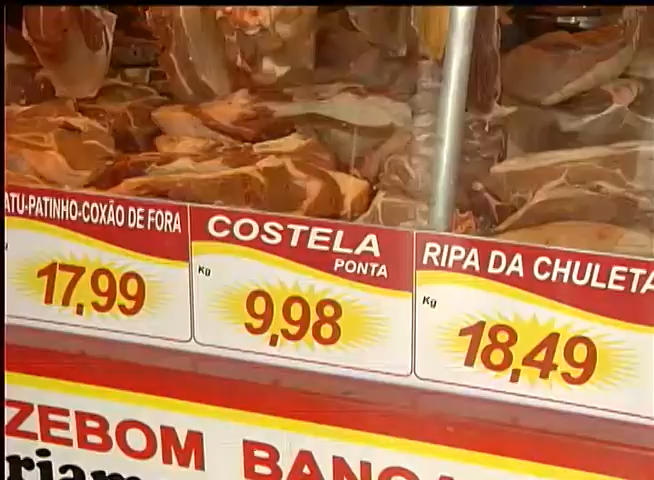 ATU-PATINHO-COXÃO DE FORA
17,99
COSTELA
PONTA
Kg
9,98
RIPA DA CHULETA
Kg
18,49
ZEBOM